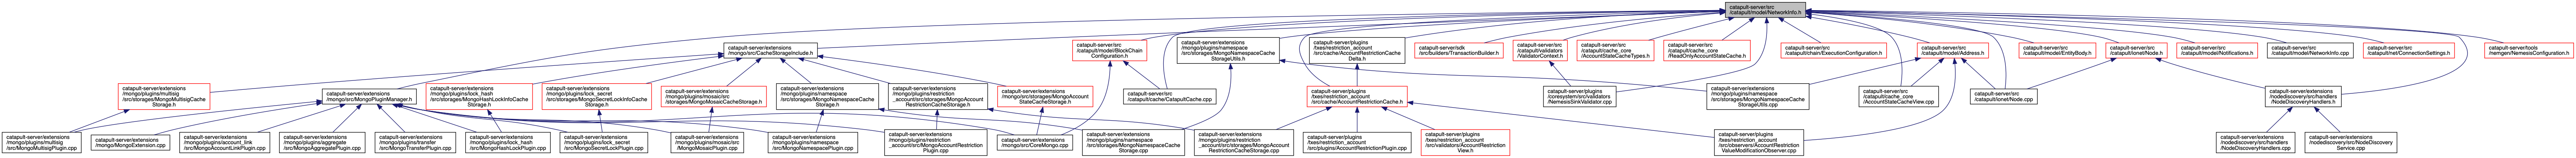 catapult-server/src
/catapult/model/NetworkInfo.h
catapult-server/extensions
/mongo/src/CacheStorageInclude.h
catapult-server/src
/catapult/model/BlockChain
Configuration.h
catapult-server/extensions
/mongo/plugins/namespace
/src/storages/MongoNamespaceCache
StorageUtils.h
catapult-server/plugins
/txes/restriction_account
/src/cache/AccountRestrictionCache
Delta.h
catapult-server/sdk
/src/builders/TransactionBuilder.h
catapult-server/src
/catapult/validators
/ValidatorContext.h
catapult-server/src
/catapult/cache_core
/AccountStateCacheTypes.h
catapult-server/src
/catapult/cache_core
/ReadOnlyAccountStateCache.h
catapult-server/src
/catapult/chain/ExecutionConfiguration.h
catapult-server/src
/catapult/model/Address.h
catapult-server/src
/catapult/model/EntityBody.h
catapult-server/src
/catapult/ionet/Node.h
catapult-server/src
/catapult/model/Notifications.h
catapult-server/src
/catapult/model/NetworkInfo.cpp
catapult-server/src
/catapult/net/ConnectionSettings.h
catapult-server/tools
/nemgen/NemesisConfiguration.h
catapult-server/extensions
/mongo/plugins/multisig
/src/storages/MongoMultisigCache
Storage.h
catapult-server/extensions
/mongo/src/MongoPluginManager.h
catapult-server/extensions
/mongo/plugins/lock_hash
/src/storages/MongoHashLockInfoCache
Storage.h
catapult-server/extensions
/mongo/plugins/lock_secret
/src/storages/MongoSecretLockInfoCache
Storage.h
catapult-server/extensions
/mongo/plugins/mosaic/src
/storages/MongoMosaicCacheStorage.h
catapult-server/extensions
/mongo/plugins/namespace
/src/storages/MongoNamespaceCache
Storage.h
catapult-server/extensions
/mongo/plugins/restriction
_account/src/storages/MongoAccount
RestrictionCacheStorage.h
catapult-server/extensions
/mongo/src/storages/MongoAccount
StateCacheStorage.h
catapult-server/src
/catapult/cache/CatapultCache.cpp
catapult-server/plugins
/txes/restriction_account
/src/cache/AccountRestrictionCache.h
catapult-server/plugins
/coresystem/src/validators
/NemesisSinkValidator.cpp
catapult-server/extensions
/mongo/plugins/namespace
/src/storages/MongoNamespaceCache
StorageUtils.cpp
catapult-server/src
/catapult/cache_core
/AccountStateCacheView.cpp
catapult-server/src
/catapult/ionet/Node.cpp
catapult-server/extensions
/nodediscovery/src/handlers
/NodeDiscoveryHandlers.h
catapult-server/extensions
/mongo/plugins/multisig
/src/MongoMultisigPlugin.cpp
catapult-server/extensions
/mongo/MongoExtension.cpp
catapult-server/extensions
/mongo/plugins/account_link
/src/MongoAccountLinkPlugin.cpp
catapult-server/extensions
/mongo/plugins/aggregate
/src/MongoAggregatePlugin.cpp
catapult-server/extensions
/mongo/plugins/transfer
/src/MongoTransferPlugin.cpp
catapult-server/extensions
/mongo/plugins/lock_hash
/src/MongoHashLockPlugin.cpp
catapult-server/extensions
/mongo/plugins/lock_secret
/src/MongoSecretLockPlugin.cpp
catapult-server/extensions
/mongo/plugins/mosaic/src
/MongoMosaicPlugin.cpp
catapult-server/extensions
/mongo/plugins/namespace
/src/MongoNamespacePlugin.cpp
catapult-server/extensions
/mongo/plugins/restriction
_account/src/MongoAccountRestriction
Plugin.cpp
catapult-server/extensions
/mongo/src/CoreMongo.cpp
catapult-server/extensions
/mongo/plugins/namespace
/src/storages/MongoNamespaceCache
Storage.cpp
catapult-server/extensions
/mongo/plugins/restriction
_account/src/storages/MongoAccount
RestrictionCacheStorage.cpp
catapult-server/plugins
/txes/restriction_account
/src/plugins/AccountRestrictionPlugin.cpp
catapult-server/plugins
/txes/restriction_account
/src/validators/AccountRestriction
View.h
catapult-server/plugins
/txes/restriction_account
/src/observers/AccountRestriction
ValueModificationObserver.cpp
catapult-server/extensions
/nodediscovery/src/handlers
/NodeDiscoveryHandlers.cpp
catapult-server/extensions
/nodediscovery/src/NodeDiscovery
Service.cpp